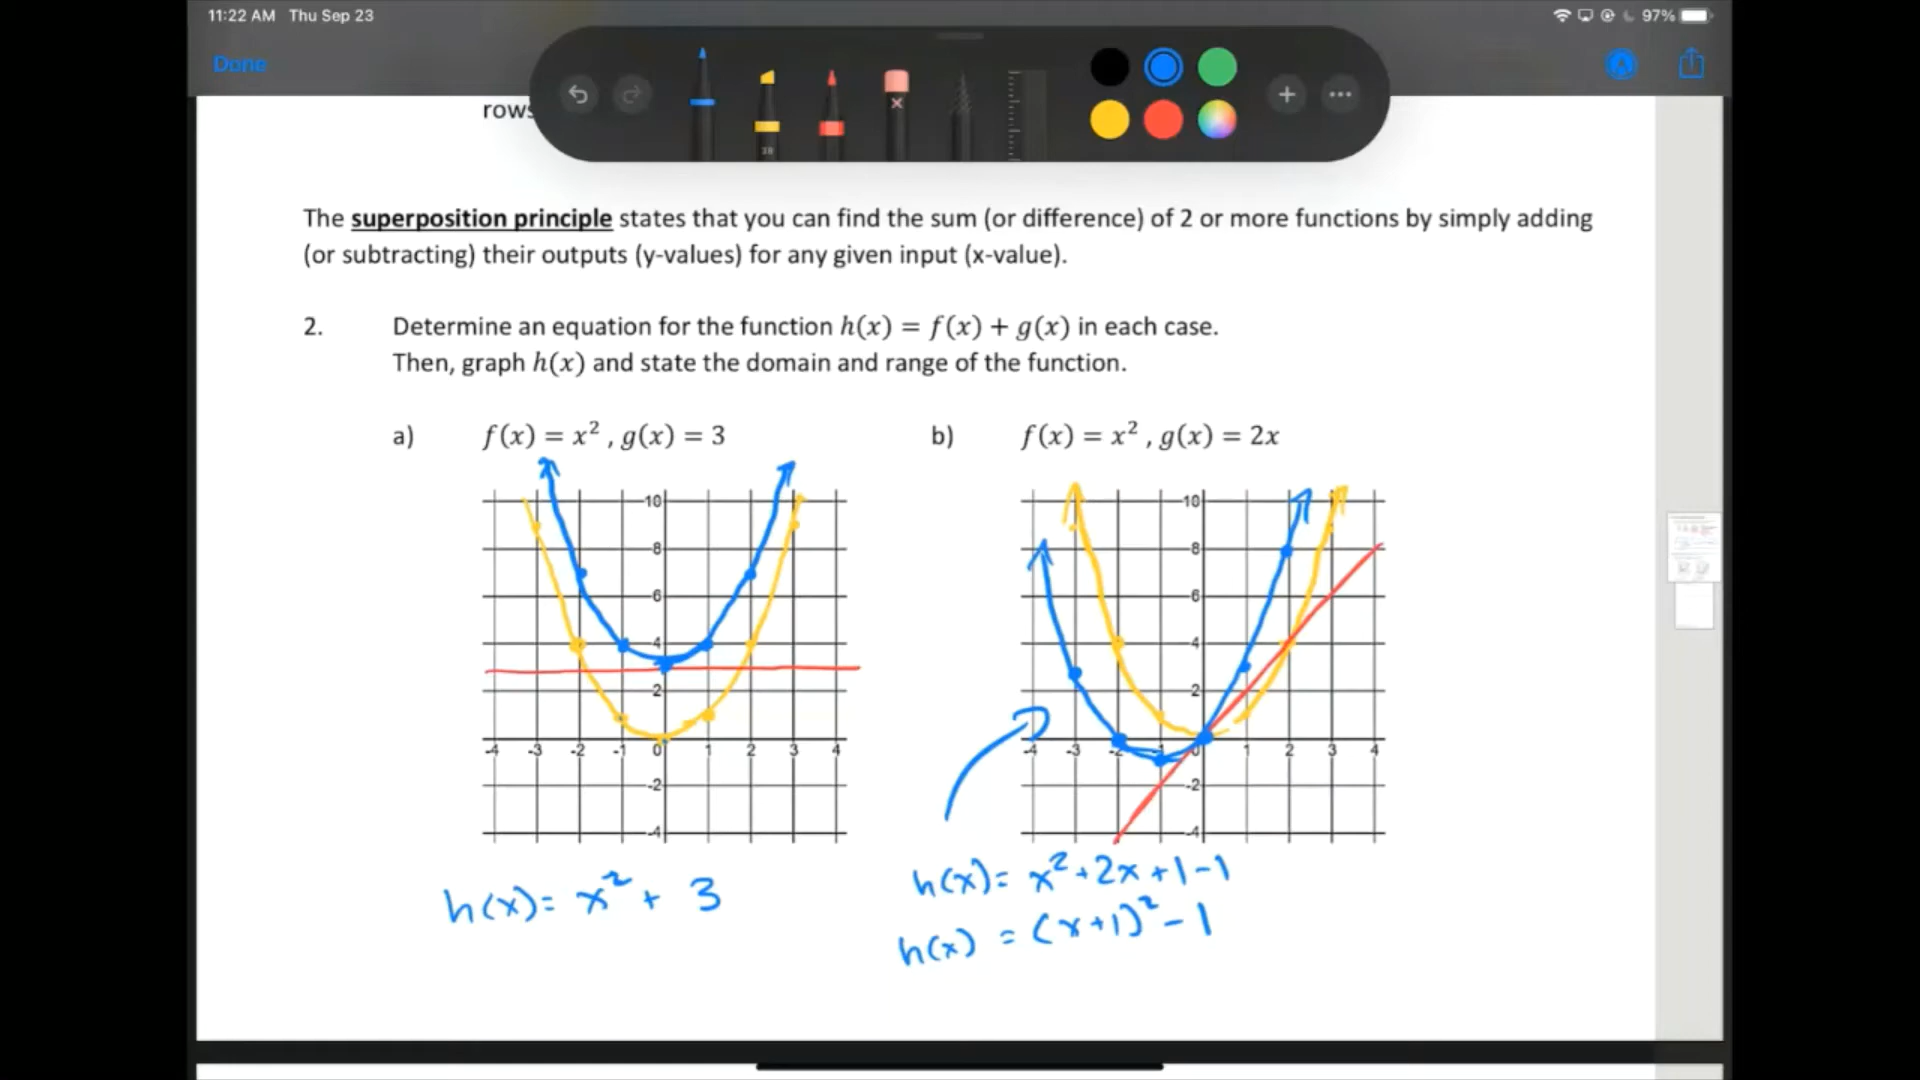 11:22 AM Thu Sep 23
97%
Done
rows
The superposition principle states that you can find the sum (or difference) of 2 or more functions by simply adding
(or subtracting) their outputs (y-values) for any given input (x-value).
2. Determine an equation for the function h(x) = f(x) + g(x) in each case.
Then, graph h(x) and state the domain and range of the function.
a) f(x) = x² , g(x) = 3
b) f(x) = x² , g(x) = 2x
10
8
6
4
2
-4 -3 -2 -1 0 1 2 3 4
-2
-4
10
8
6
4
2
-4 -3 -2 -1 0 1 2 3 4
-2
-4
h(x)= x² + 3
h(x)= x²+2x+1-1
h(x) = (x+1)² - 1